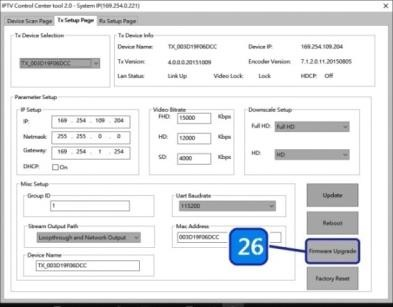 IPTV Control Center tool 2.0 - System IP(169.254.0.221)
Device Scan Page Tx Setup Page Rx Setup Page
Tx Device Selection
TX_003D19F06DCC
Tx Device Info
Device Name: TX_003D19F06DCC Device IP: 169.254.109.204
Tx Version: 4.0.0.0.20151009 Encoder Version: 7.1.2.0.11.20150805
Lan Status: Link Up Video Lock: Lock HDCP: Off
Parameter Setup
IP Setup
IP: 169 . 254 . 109 . 204
Netmask: 255 . 255 . 0 . 0
Gateway: 169 . 254 . 1 . 254
DHCP: On
Video Bitrate
FHD: 15000 Kbps
HD: 12000 Kbps
SD: 4000 Kbps
Downscale Setup
Full HD: Full HD
HD: HD
Misc Setup
Group ID
1
Uart Baudrate
115200
Stream Output Path
Loopthrough and Network Output
Mac Address
003D19F06DCC
Device Name
TX_003D19F06DCC
26
Update
Reboot
Firmware Upgrade
Factory Reset